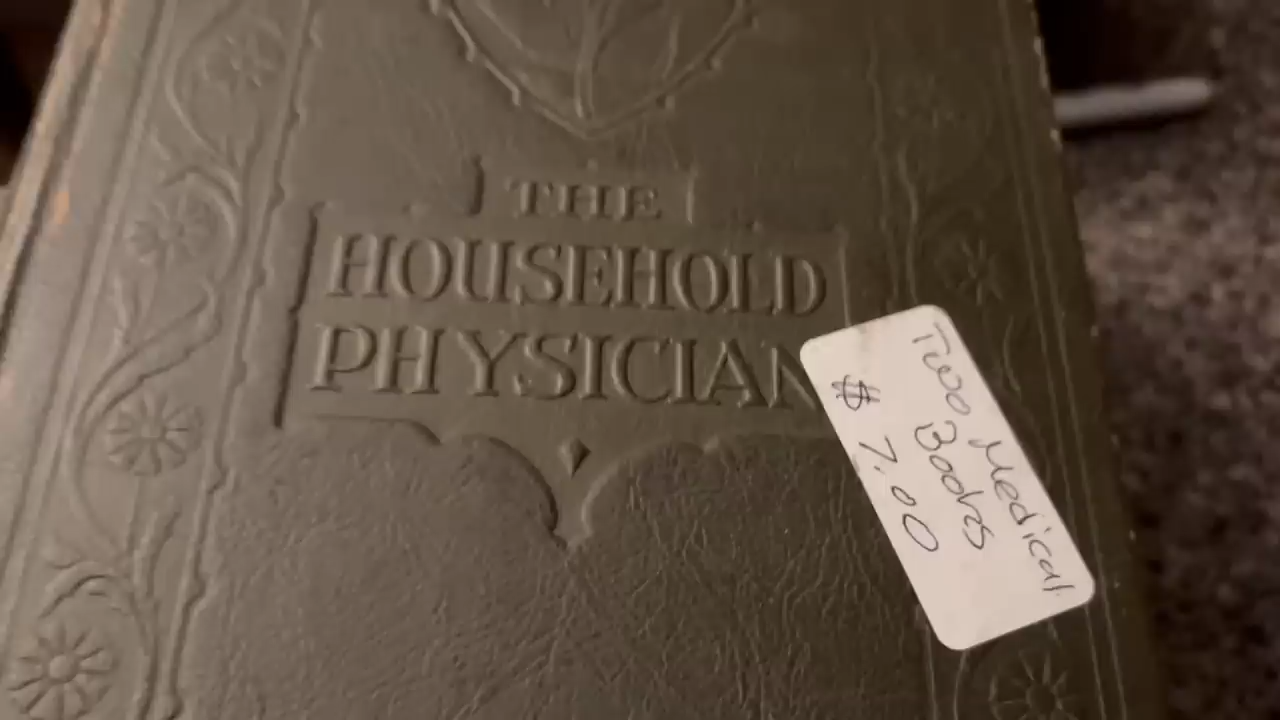 THE
HOUSEHOLD
PHYSICIAN
Two Medical
Books
$ 7.00